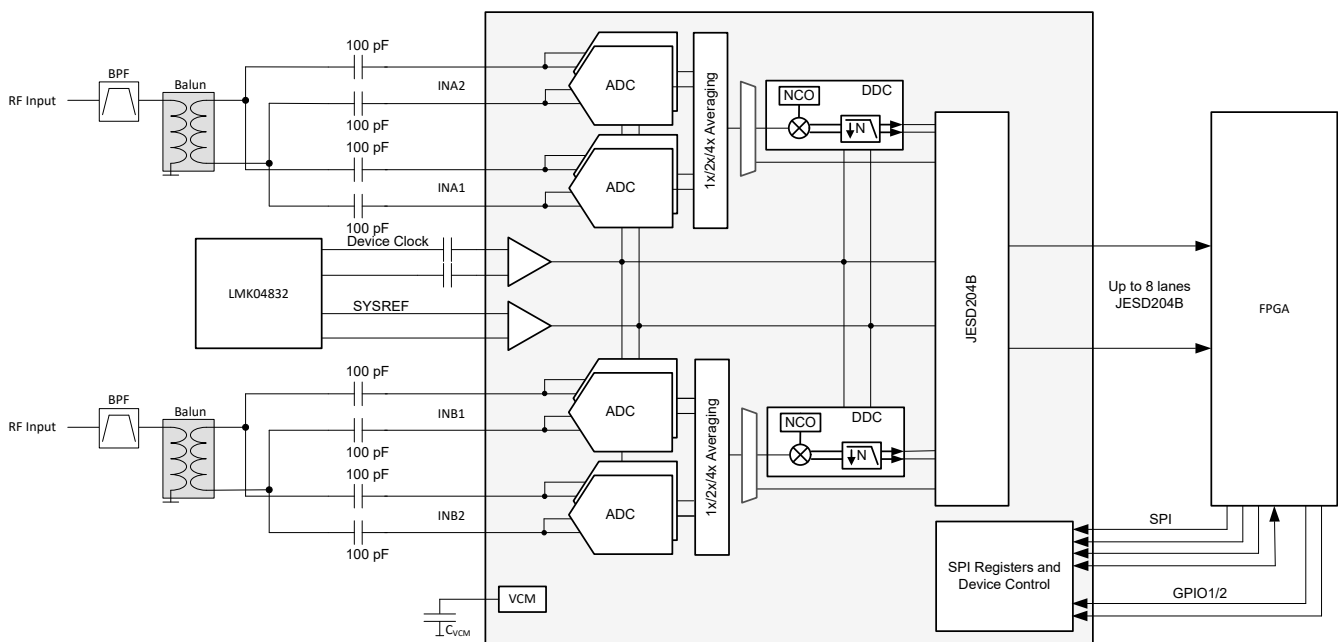 RF Input
BPF
Balun
100 pF
INA2
100 pF
100 pF
INA1
100 pF
ADC
ADC
1x/2x/4x Averaging
NCO
DDC
N
LMK04832
Device Clock
SYSREF
JESD204B
Up to 8 lanes
JESD204B
FPGA
RF Input
BPF
Balun
100 pF
INB1
100 pF
100 pF
INB2
100 pF
ADC
ADC
1x/2x/4x Averaging
NCO
DDC
N
SPI Registers and
Device Control
SPI
GPIO1/2
VCM
CVCM